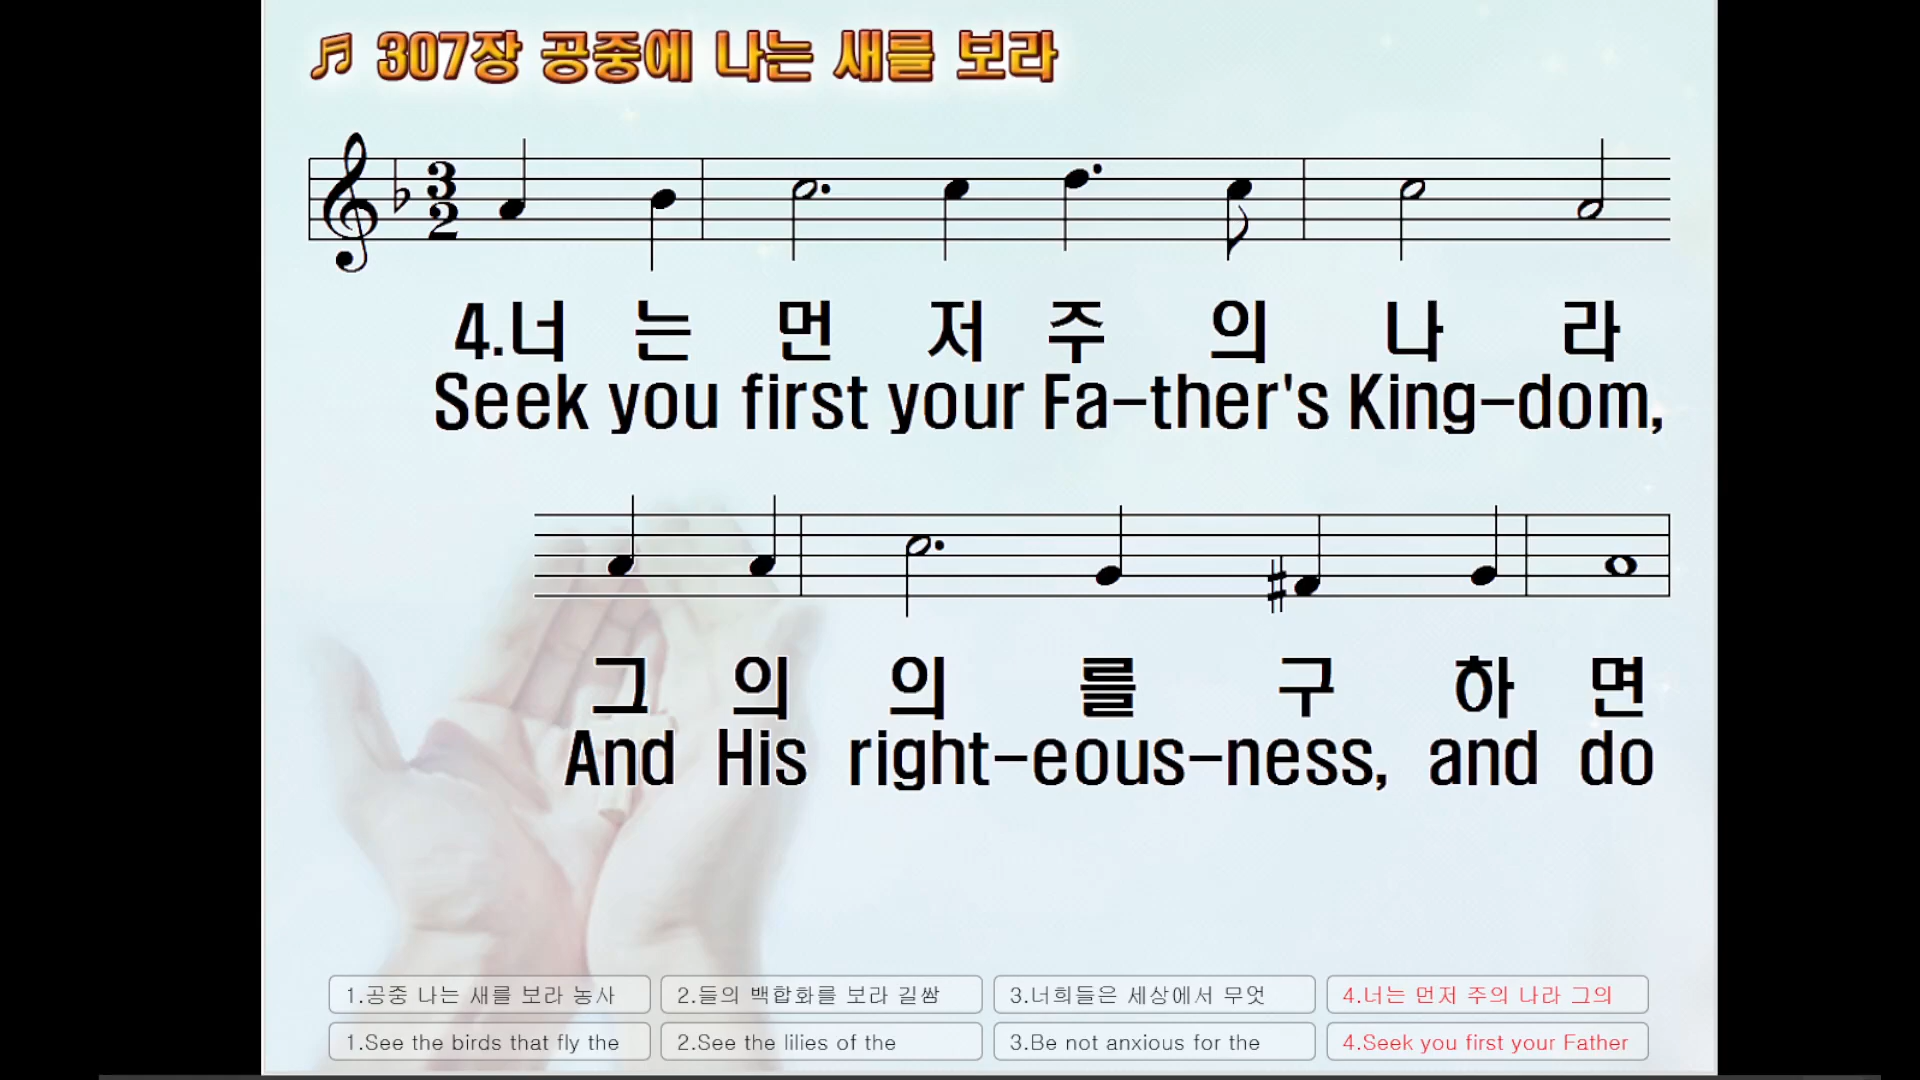 ♬ 307장 공중에 나는 새를 보라
3
2
4.너 는 먼 저 주 의 나 라
Seek you first your Fa-ther's King-dom,
그 의 의 를 구 하 면
And His right-eous-ness, and do
1.공중 나는 새를 보라 농사
2.들의 백합화를 보라 길쌈
3.너희들은 세상에서 무엇
4.너는 먼저 주의 나라 그의
1.See the birds that fly the
2.See the lilies of the
3.Be not anxious for the
4.Seek you first your Father